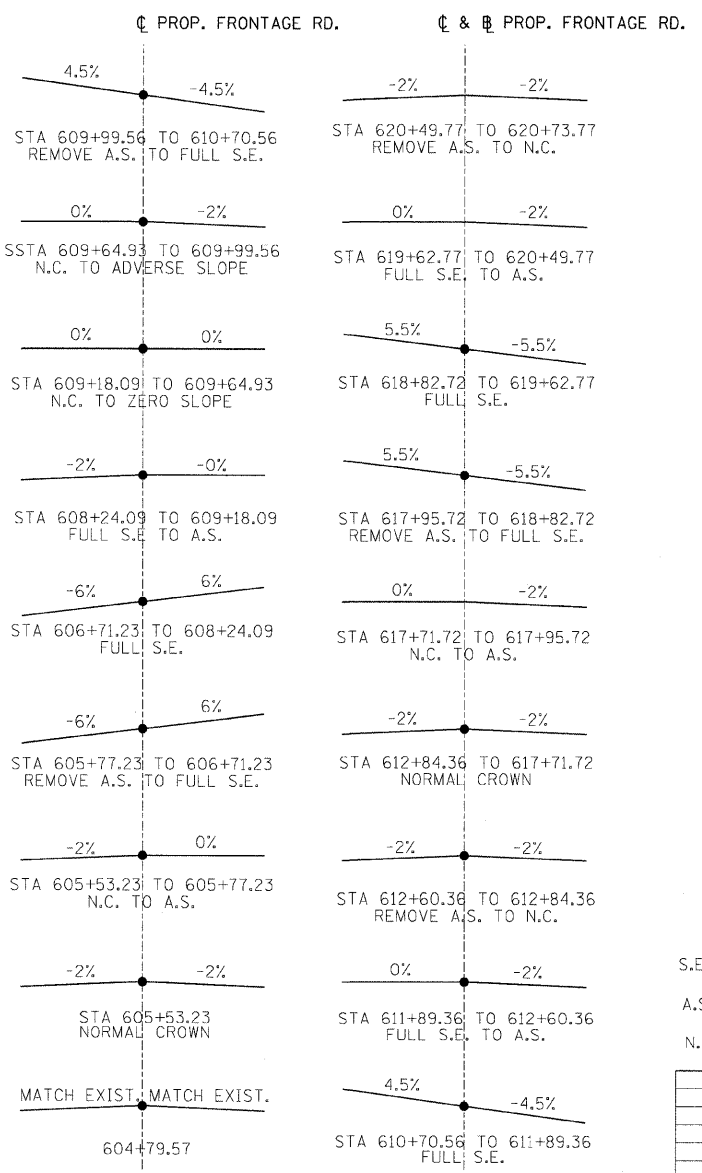 ℄ PROP. FRONTAGE RD.
4.5% -4.5%
STA 609+99.56 TO 610+70.56
REMOVE A.S. TO FULL S.E.
0% -2%
SSTA 609+64.93 TO 609+99.56
N.C. TO ADVERSE SLOPE
0% 0%
STA 609+18.09 TO 609+64.93
N.C. TO ZERO SLOPE
-2% -0%
STA 608+24.09 TO 609+18.09
FULL S.E TO A.S.
-6% 6%
STA 606+71.23 TO 608+24.09
FULL S.E.
-6% 6%
STA 605+77.23 TO 606+71.23
REMOVE A.S. TO FULL S.E.
-2% 0%
STA 605+53.23 TO 605+77.23
N.C. TO A.S.
-2% -2%
STA 605+53.23
NORMAL CROWN
MATCH EXIST. MATCH EXIST.
604+79.57
℄ & B PROP. FRONTAGE RD.
-2% -2%
STA 620+49.77 TO 620+73.77
REMOVE A.S. TO N.C.
0% -2%
STA 619+62.77 TO 620+49.77
FULL S.E. TO A.S.
5.5% -5.5%
STA 618+82.72 TO 619+62.77
FULL S.E.
5.5% -5.5%
STA 617+95.72 TO 618+82.72
REMOVE A.S. TO FULL S.E.
0% -2%
STA 617+71.72 TO 617+95.72
N.C. TO A.S.
-2% -2%
STA 612+84.36 TO 617+71.72
NORMAL CROWN
-2% -2%
STA 612+60.36 TO 612+84.36
REMOVE A.S. TO N.C.
0% -2%
STA 611+89.36 TO 612+60.36
FULL S.E. TO A.S.
4.5% -4.5%
STA 610+70.56 TO 611+89.36
FULL S.E.
S.E
A.S
N.